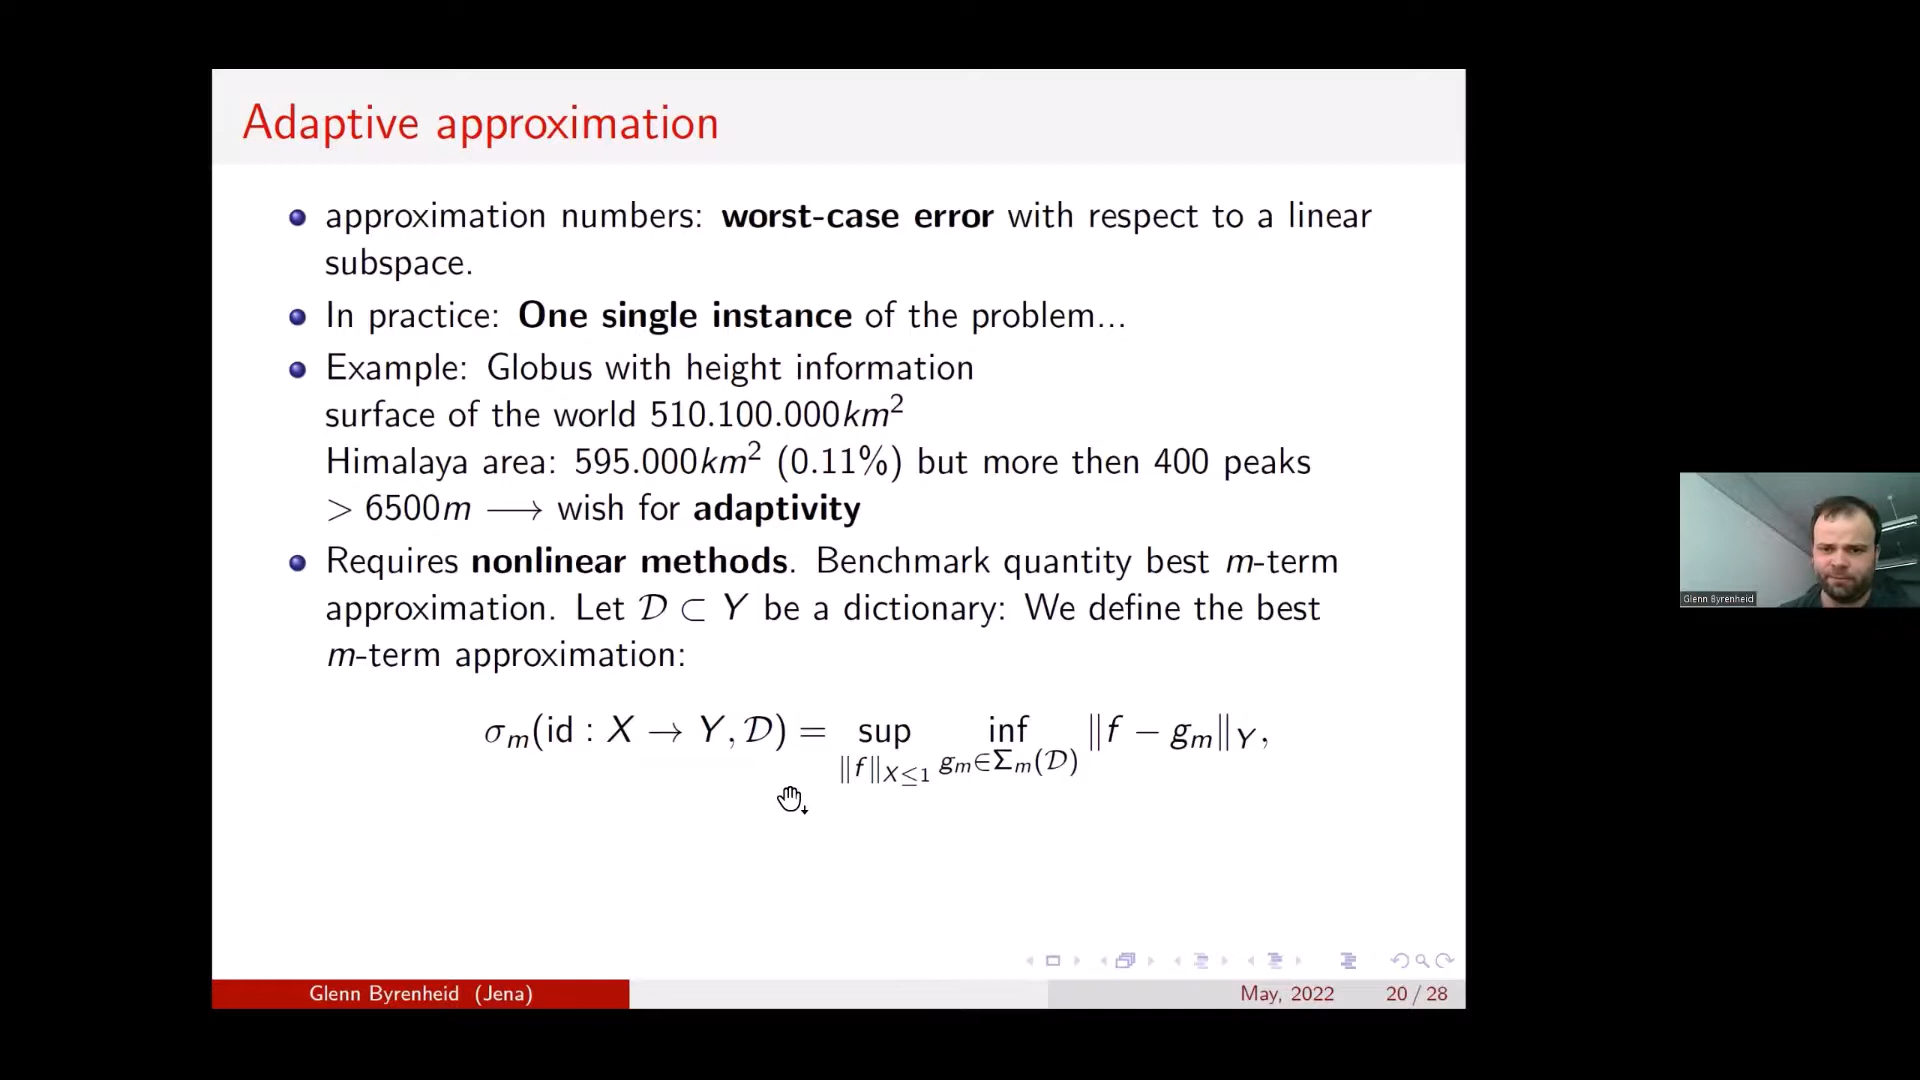 Adaptive approximation
approximation numbers: worst-case error with respect to a linear
subspace.
In practice: One single instance of the problem...
Example: Globus with height information
surface of the world 510.100.000km²
Himalaya area: 595.000km² (0.11%) but more then 400 peaks
> 6500m ⟶ wish for adaptivity
Requires nonlinear methods. Benchmark quantity best m-term
approximation. Let 𝒟 ⊂ Y be a dictionary: We define the best
m-term approximation:
σ_m(id : X → Y, 𝒟) = sup_{‖f‖_{X≤1}} inf_{g_m∈Σ_m(𝒟)} ‖f − g_m‖_Y,
Glenn Byrenheid
Glenn Byrenheid (Jena)
May, 2022
20 / 28